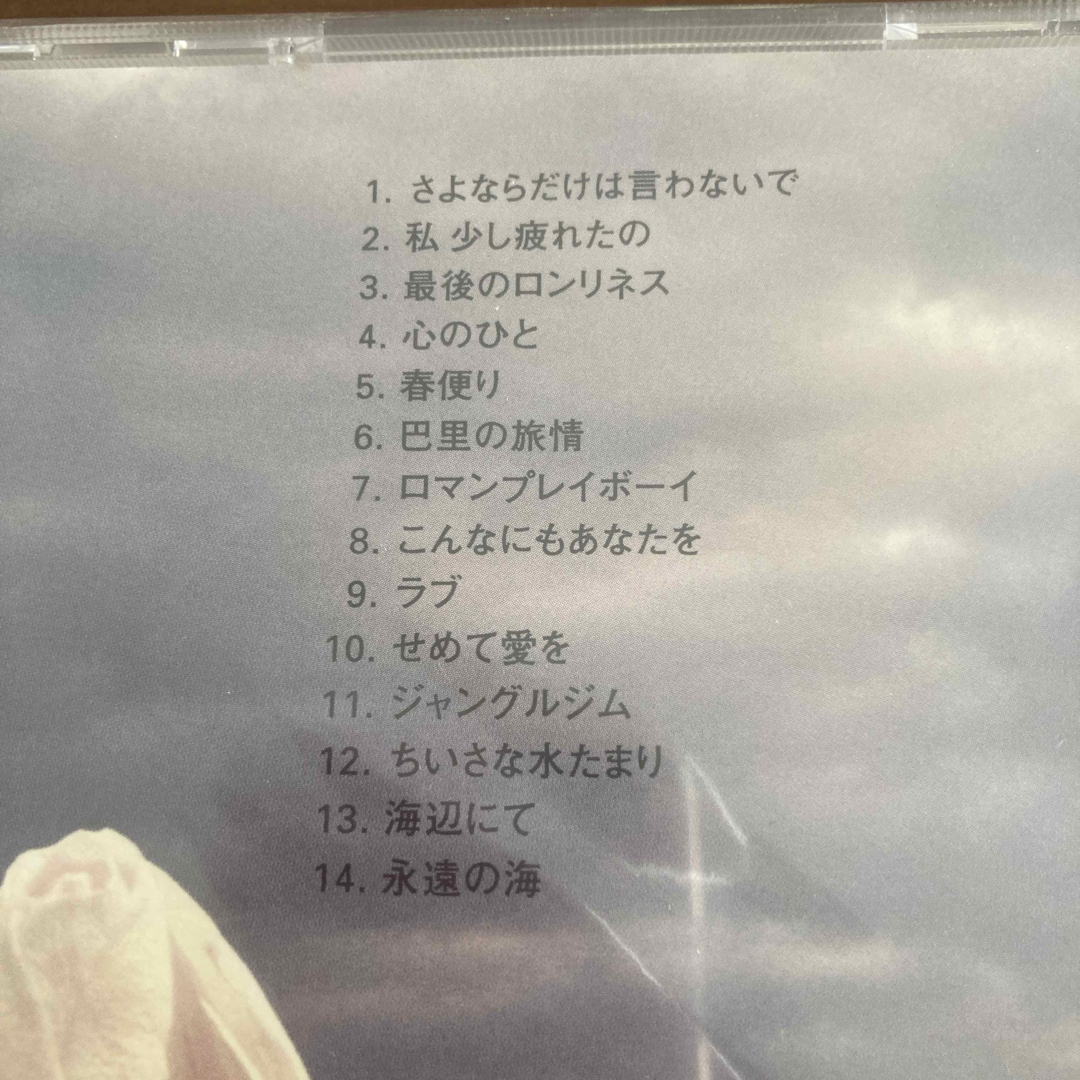 1. さよならだけは言わないで
2. 私 少し疲れたの
3. 最後のロンリネス
4. 心のひと
5. 春便り
6. 巴里の旅情
7. ロマンプレイボーイ
8. こんなにもあなたを
9. ラブ
10. せめて愛を
11. ジャングルジム
12. ちいさな水たまり
13. 海辺にて
14. 永遠の海